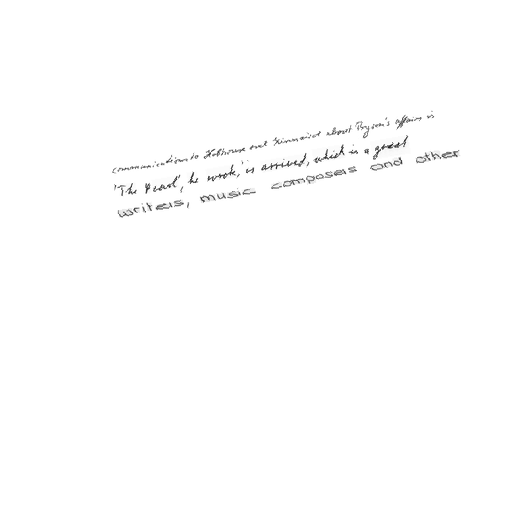 communications to Hobhouse and Kinnaird about Byron's affairs is
'The Pearl', he wrote, 'is arrived, which is a great
writers, music composers and other